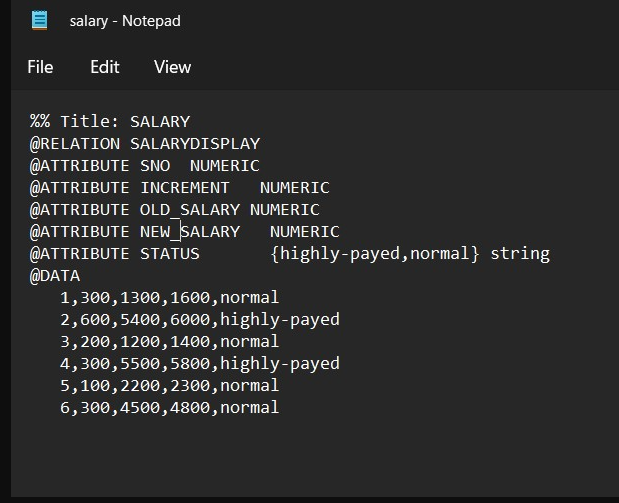 salary - Notepad
File Edit View
%% Title: SALARY
@RELATION SALARYDISPLAY
@ATTRIBUTE SNO  NUMERIC
@ATTRIBUTE INCREMENT   NUMERIC
@ATTRIBUTE OLD_SALARY NUMERIC
@ATTRIBUTE NEW_SALARY   NUMERIC
@ATTRIBUTE STATUS       {highly-payed,normal} string
@DATA
   1,300,1300,1600,normal
   2,600,5400,6000,highly-payed
   3,200,1200,1400,normal
   4,300,5500,5800,highly-payed
   5,100,2200,2300,normal
   6,300,4500,4800,normal